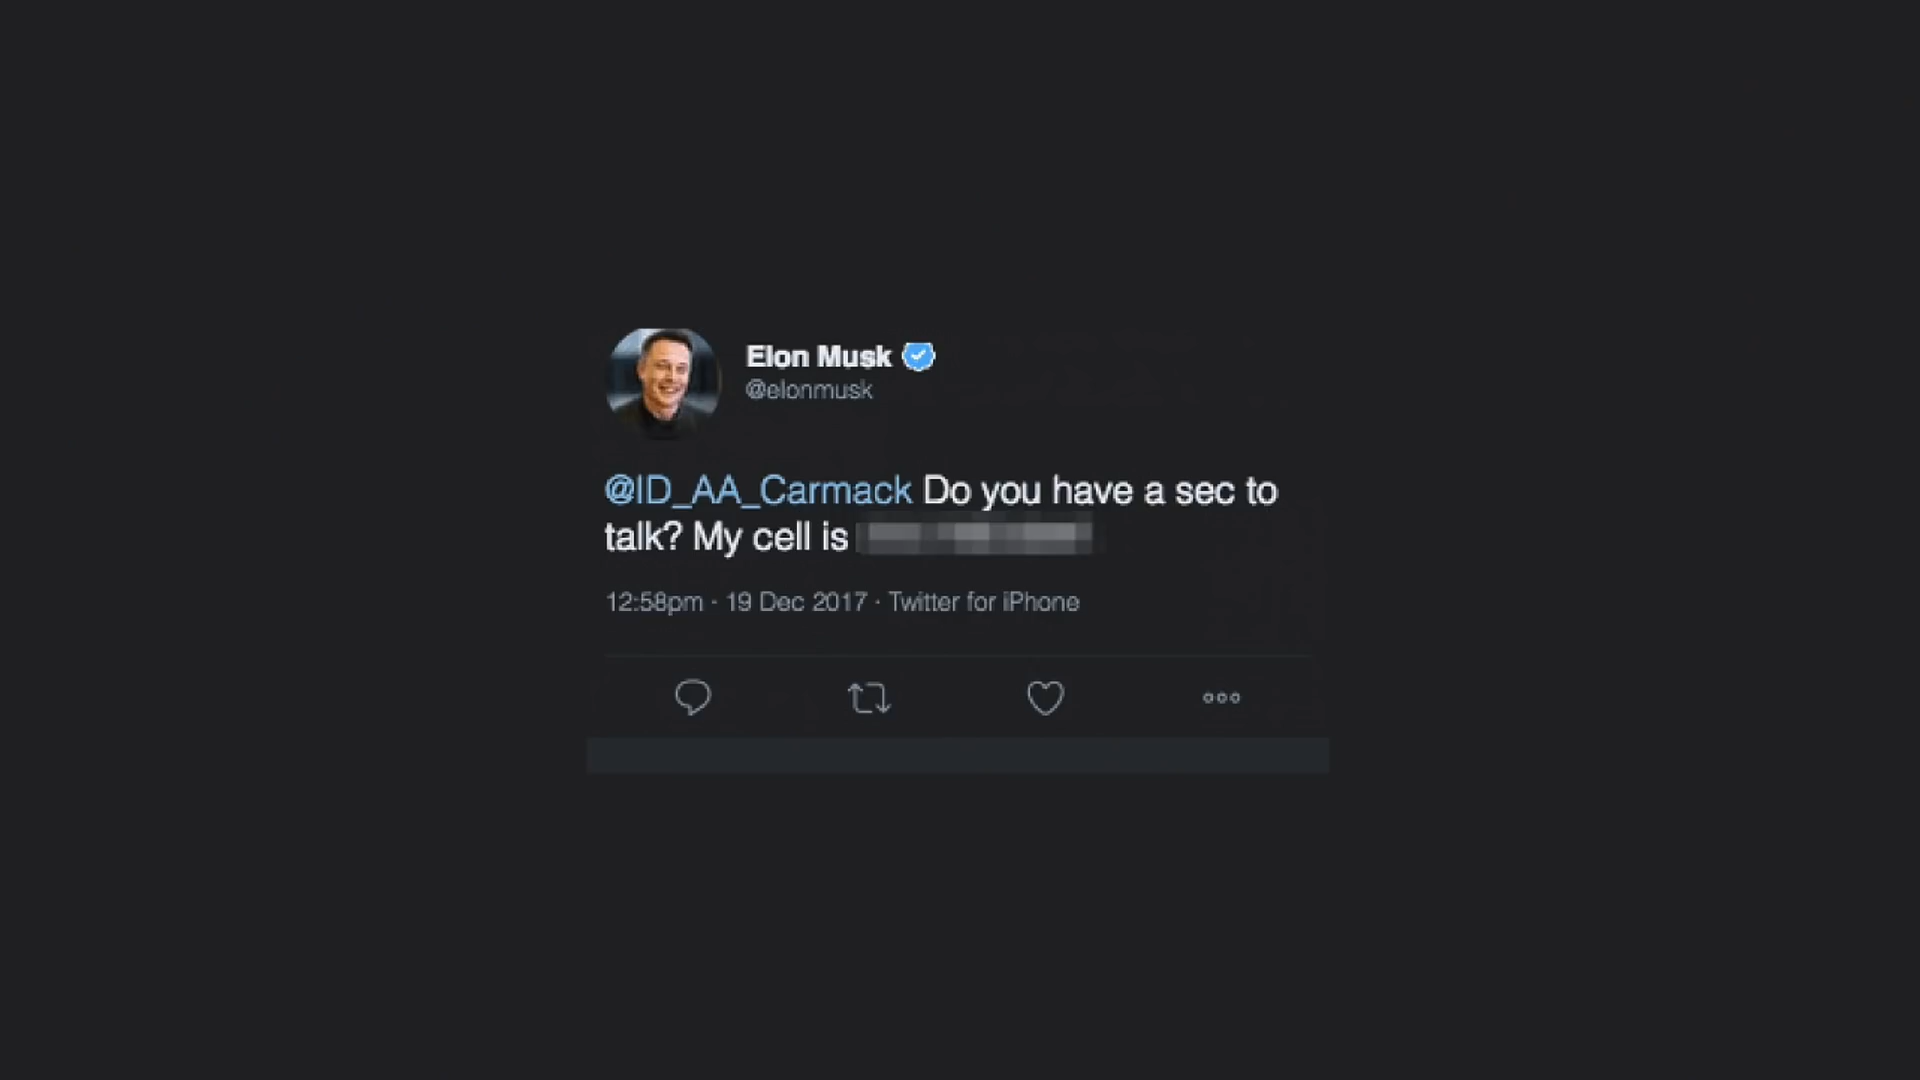 Elon Musk
@elonmusk
@ID_AA_Carmack Do you have a sec to
talk? My cell is
12:58pm · 19 Dec 2017 · Twitter for iPhone